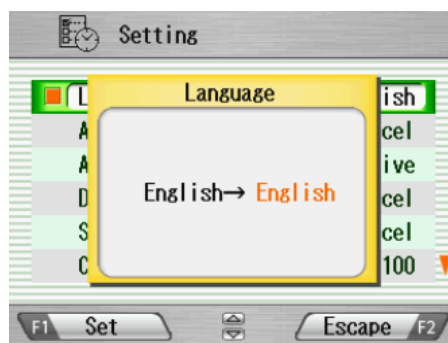 Setting
Language
L ish
A cel
A ive
D cel
English→ English
S cel
C 100
F1 Set Escape F2